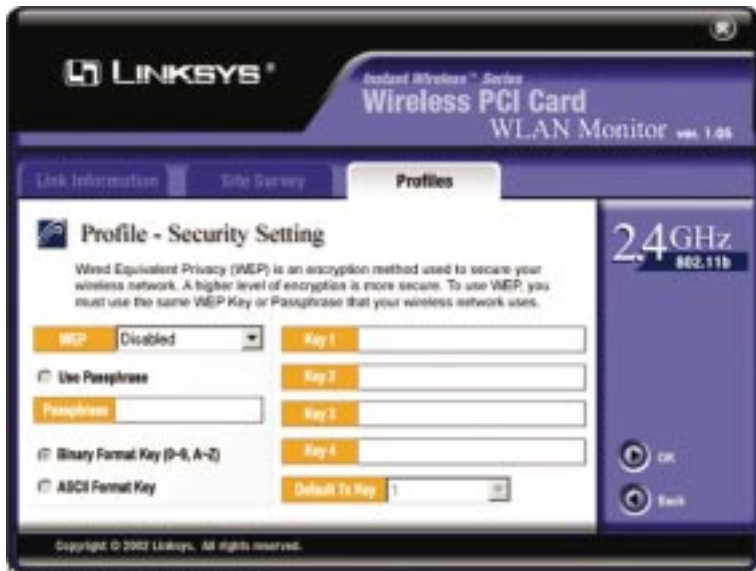 LINKSYS®
Instant Wireless™ Series
Wireless PCI Card
WLAN Monitor ver. 1.05
Link Information
Site Survey
Profiles
Profile - Security Setting
2.4GHz
802.11b
Wired Equivalent Privacy (WEP) is an encryption method used to secure your
wireless network. A higher level of encryption is more secure. To use WEP, you
must use the same WEP Key or Passphrase that your wireless network uses.
WEP Disabled
Key 1
Use Passphrase
Key 2
Passphrase
Key 3
Binary Format Key (0~9, A~Z)
Key 4
ASCII Format Key
Default Tx Key 1
OK
Back
Copyright © 2002 Linksys. All rights reserved.